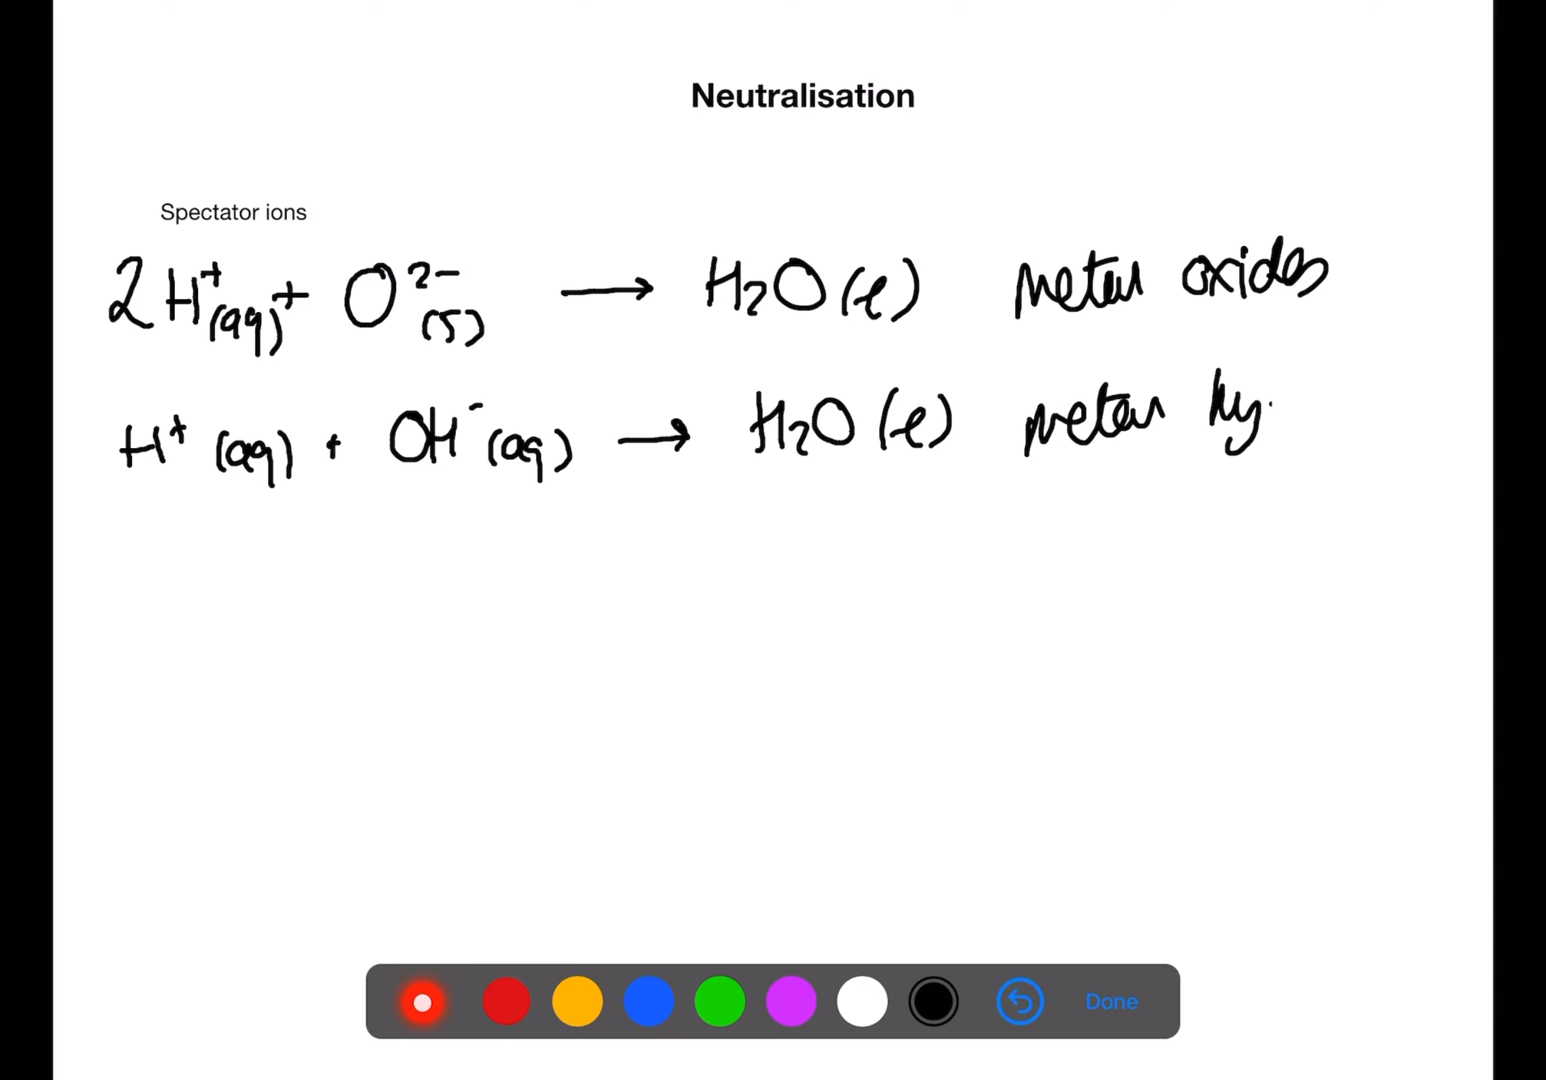 Neutralisation
Spectator ions
2H⁺(aq) + O²⁻(s) → H₂O(l) Metal oxides
H⁺(aq) + OH⁻(aq) → H₂O(l) metal hy
Done